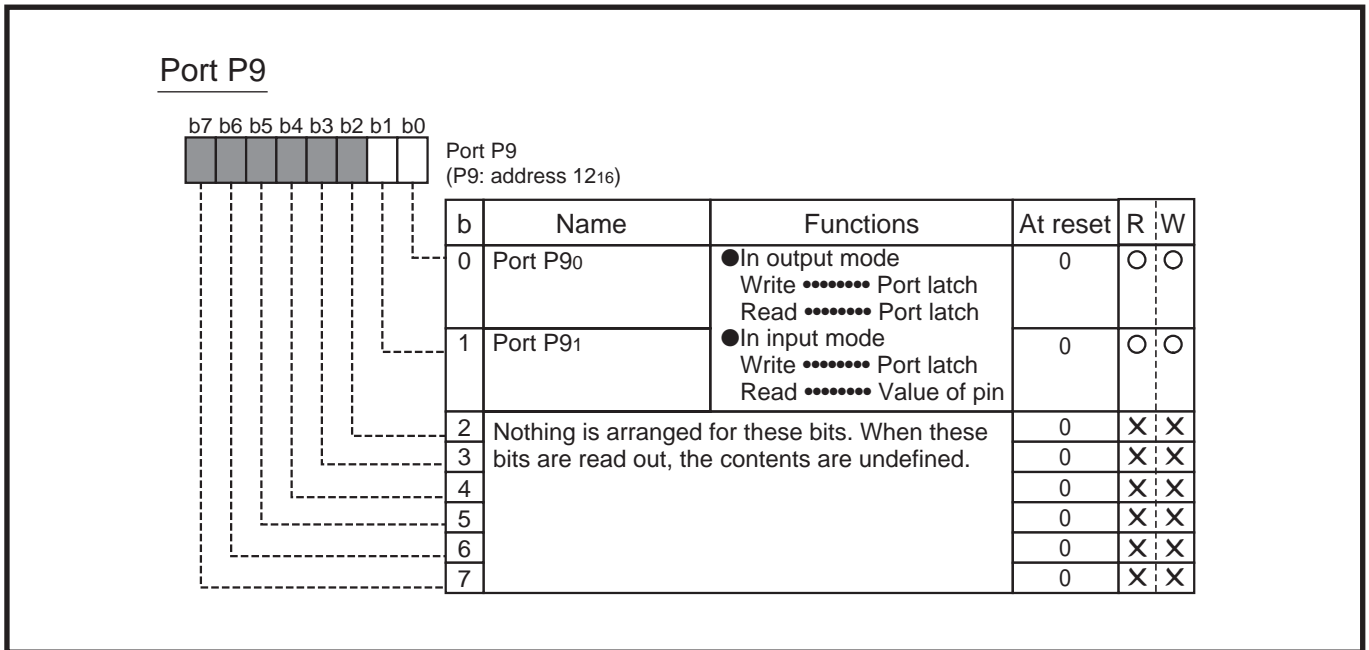 Port P9
b7 b6 b5 b4 b3 b2 b1 b0
Port P9
(P9: address 1216)
b Name Functions At reset R W
0 Port P90 ●In output mode 0 O O
Write •••••••• Port latch
Read •••••••• Port latch
1 Port P91 ●In input mode 0 O O
Write •••••••• Port latch
Read •••••••• Value of pin
2 Nothing is arranged for these bits. When these 0 X X
3 bits are read out, the contents are undefined. 0 X X
4 0 X X
5 0 X X
6 0 X X
7 0 X X